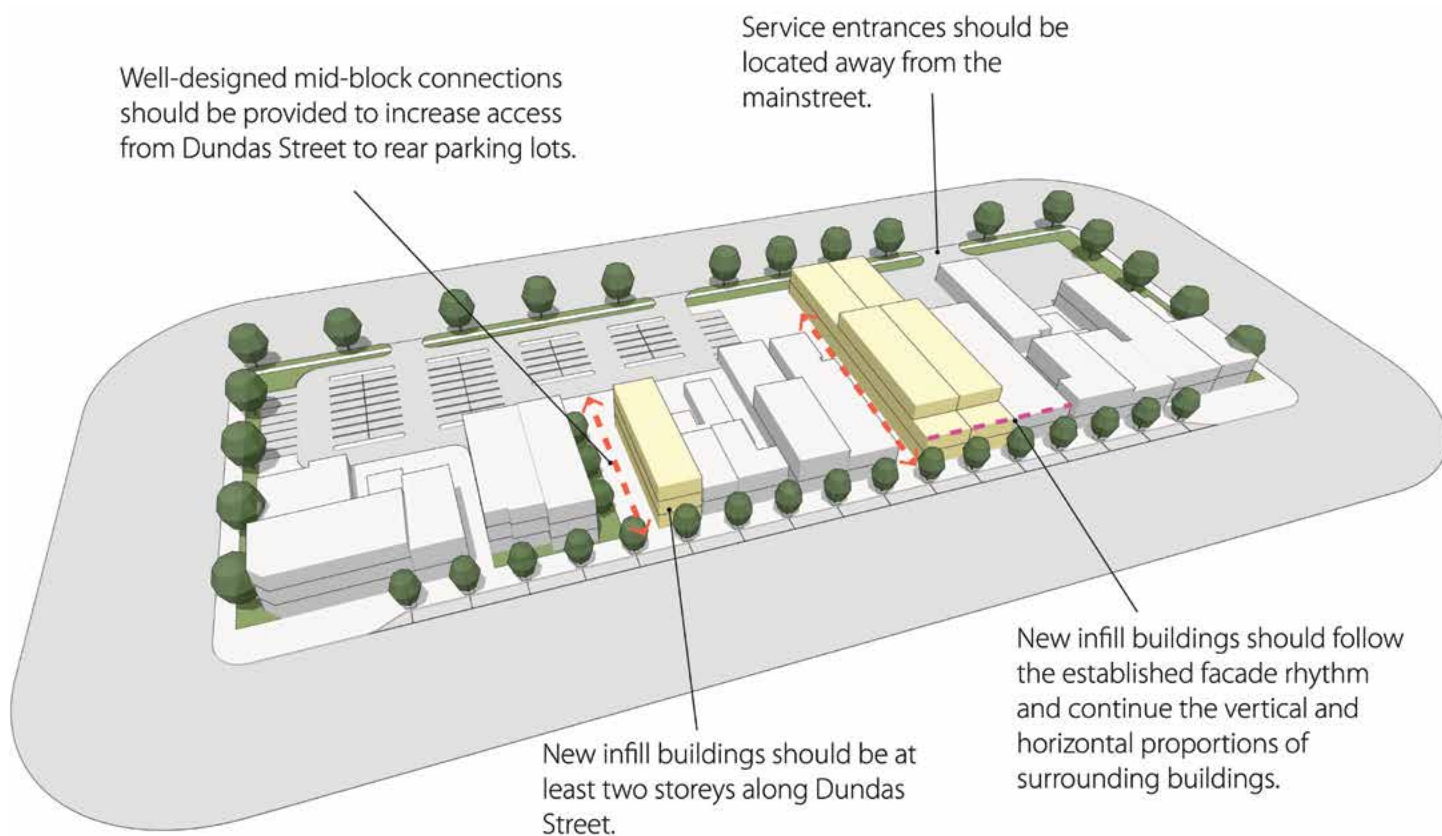 Service entrances should be
located away from the
mainstreet.
Well-designed mid-block connections
should be provided to increase access
from Dundas Street to rear parking lots.
New infill buildings should follow
the established facade rhythm
and continue the vertical and
horizontal proportions of
surrounding buildings.
New infill buildings should be at
least two storeys along Dundas
Street.